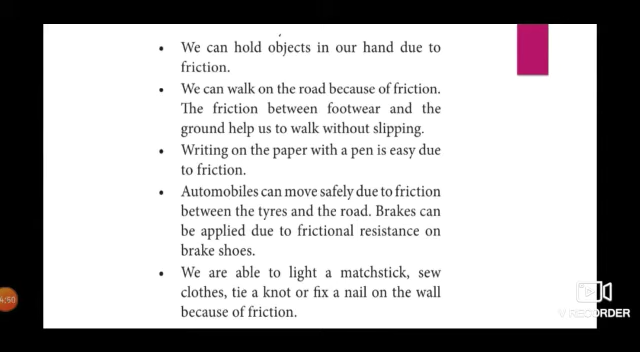 • We can hold objects in our hand due to
friction.
• We can walk on the road because of friction.
The friction between footwear and the
ground help us to walk without slipping.
• Writing on the paper with a pen is easy due
to friction.
• Automobiles can move safely due to friction
between the tyres and the road. Brakes can
be applied due to frictional resistance on
brake shoes.
• We are able to light a matchstick, sew
clothes, tie a knot or fix a nail on the wall
because of friction.
4:50
V RECORDER